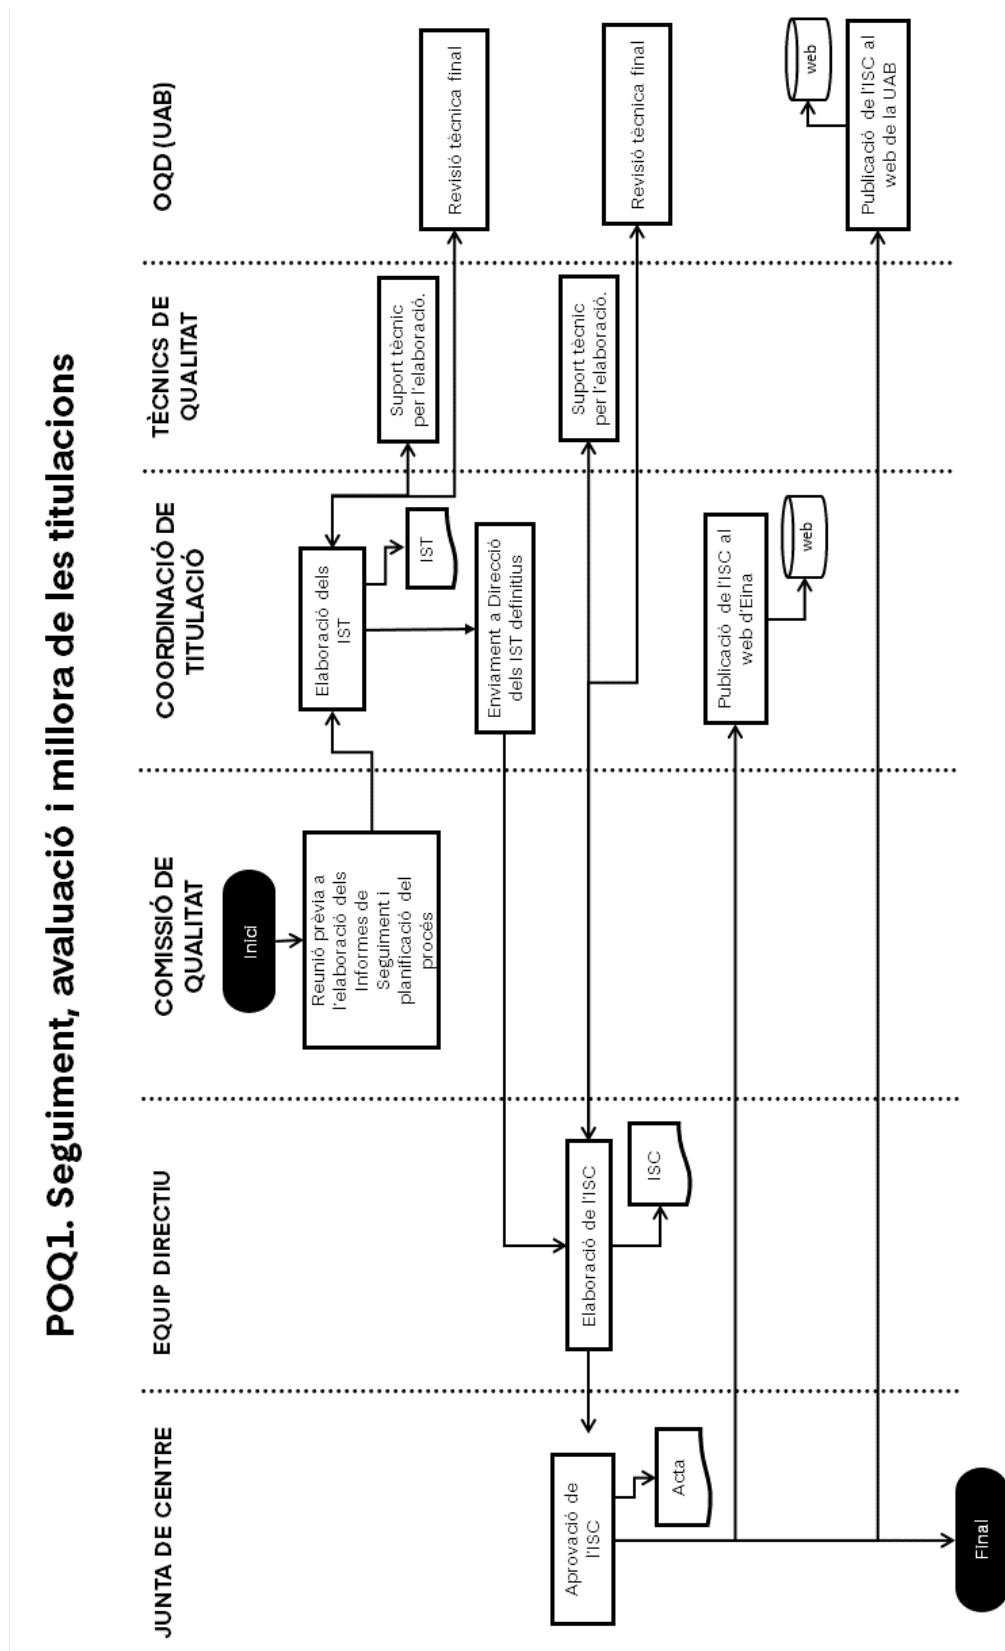 POQ1. Seguiment, avaluació i millora de les titulacions
JUNTA DE CENTRE
EQUIP DIRECTIU
COMISSIÓ DE
QUALITAT
COORDINACIÓ DE
TITULACIÓ
TÈCNICS DE
QUALITAT
OQD (UAB)
Inici
Reunió prèvia a
l'elaboració dels
Informes de
Seguiment i
planificació del
procés
Elaboració dels
IST
IST
Suport tècnic
per l'elaboració.
Revisió tècnica final
Enviament a Direcció
dels IST definitius
Elaboració de l'ISC
ISC
Suport tècnic
per l'elaboració.
Revisió tècnica final
Aprovació de
l'ISC
Acta
Publicació de l'ISC al
web d'Eina
web
Publicació de l'ISC al
web de la UAB
web
Final